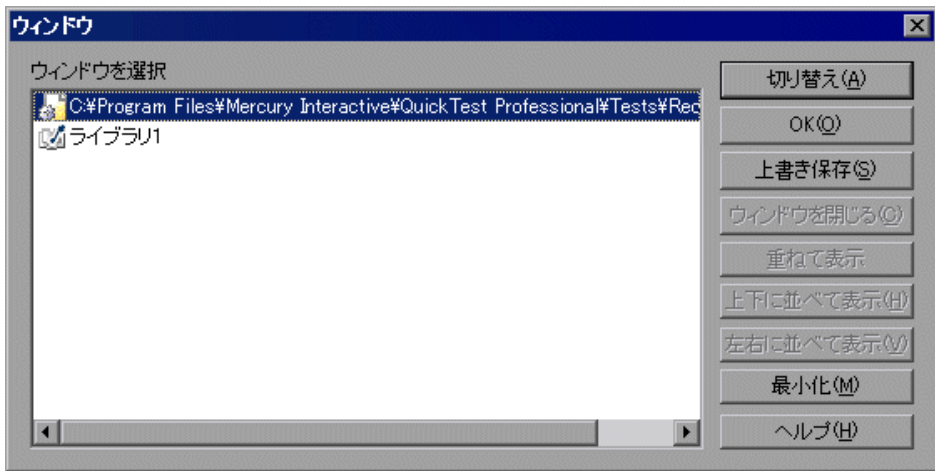 ウィンドウ
ウィンドウを選択
C:¥Program Files¥Mercury Interactive¥QuickTest Professional¥Tests¥Rec
ライブラリ1
切り替え(A)
OK(O)
上書き保存(S)
ウィンドウを閉じる(C)
重ねて表示
上下に並べて表示(H)
左右に並べて表示(V)
最小化(M)
ヘルプ(H)